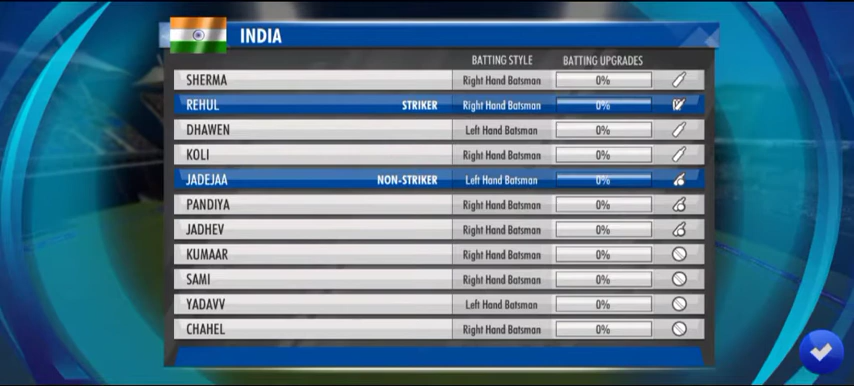 INDIA
BATTING STYLE BATTING UPGRADES
SHERMA Right Hand Batsman 0%
REHUL STRIKER Right Hand Batsman 0%
DHAWEN Left Hand Batsman 0%
KOLI Right Hand Batsman 0%
JADEJAA NON-STRIKER Left Hand Batsman 0%
PANDIYA Right Hand Batsman 0%
JADHEV Right Hand Batsman 0%
KUMAAR Right Hand Batsman 0%
SAMI Right Hand Batsman 0%
YADAVV Left Hand Batsman 0%
CHAHEL Right Hand Batsman 0%